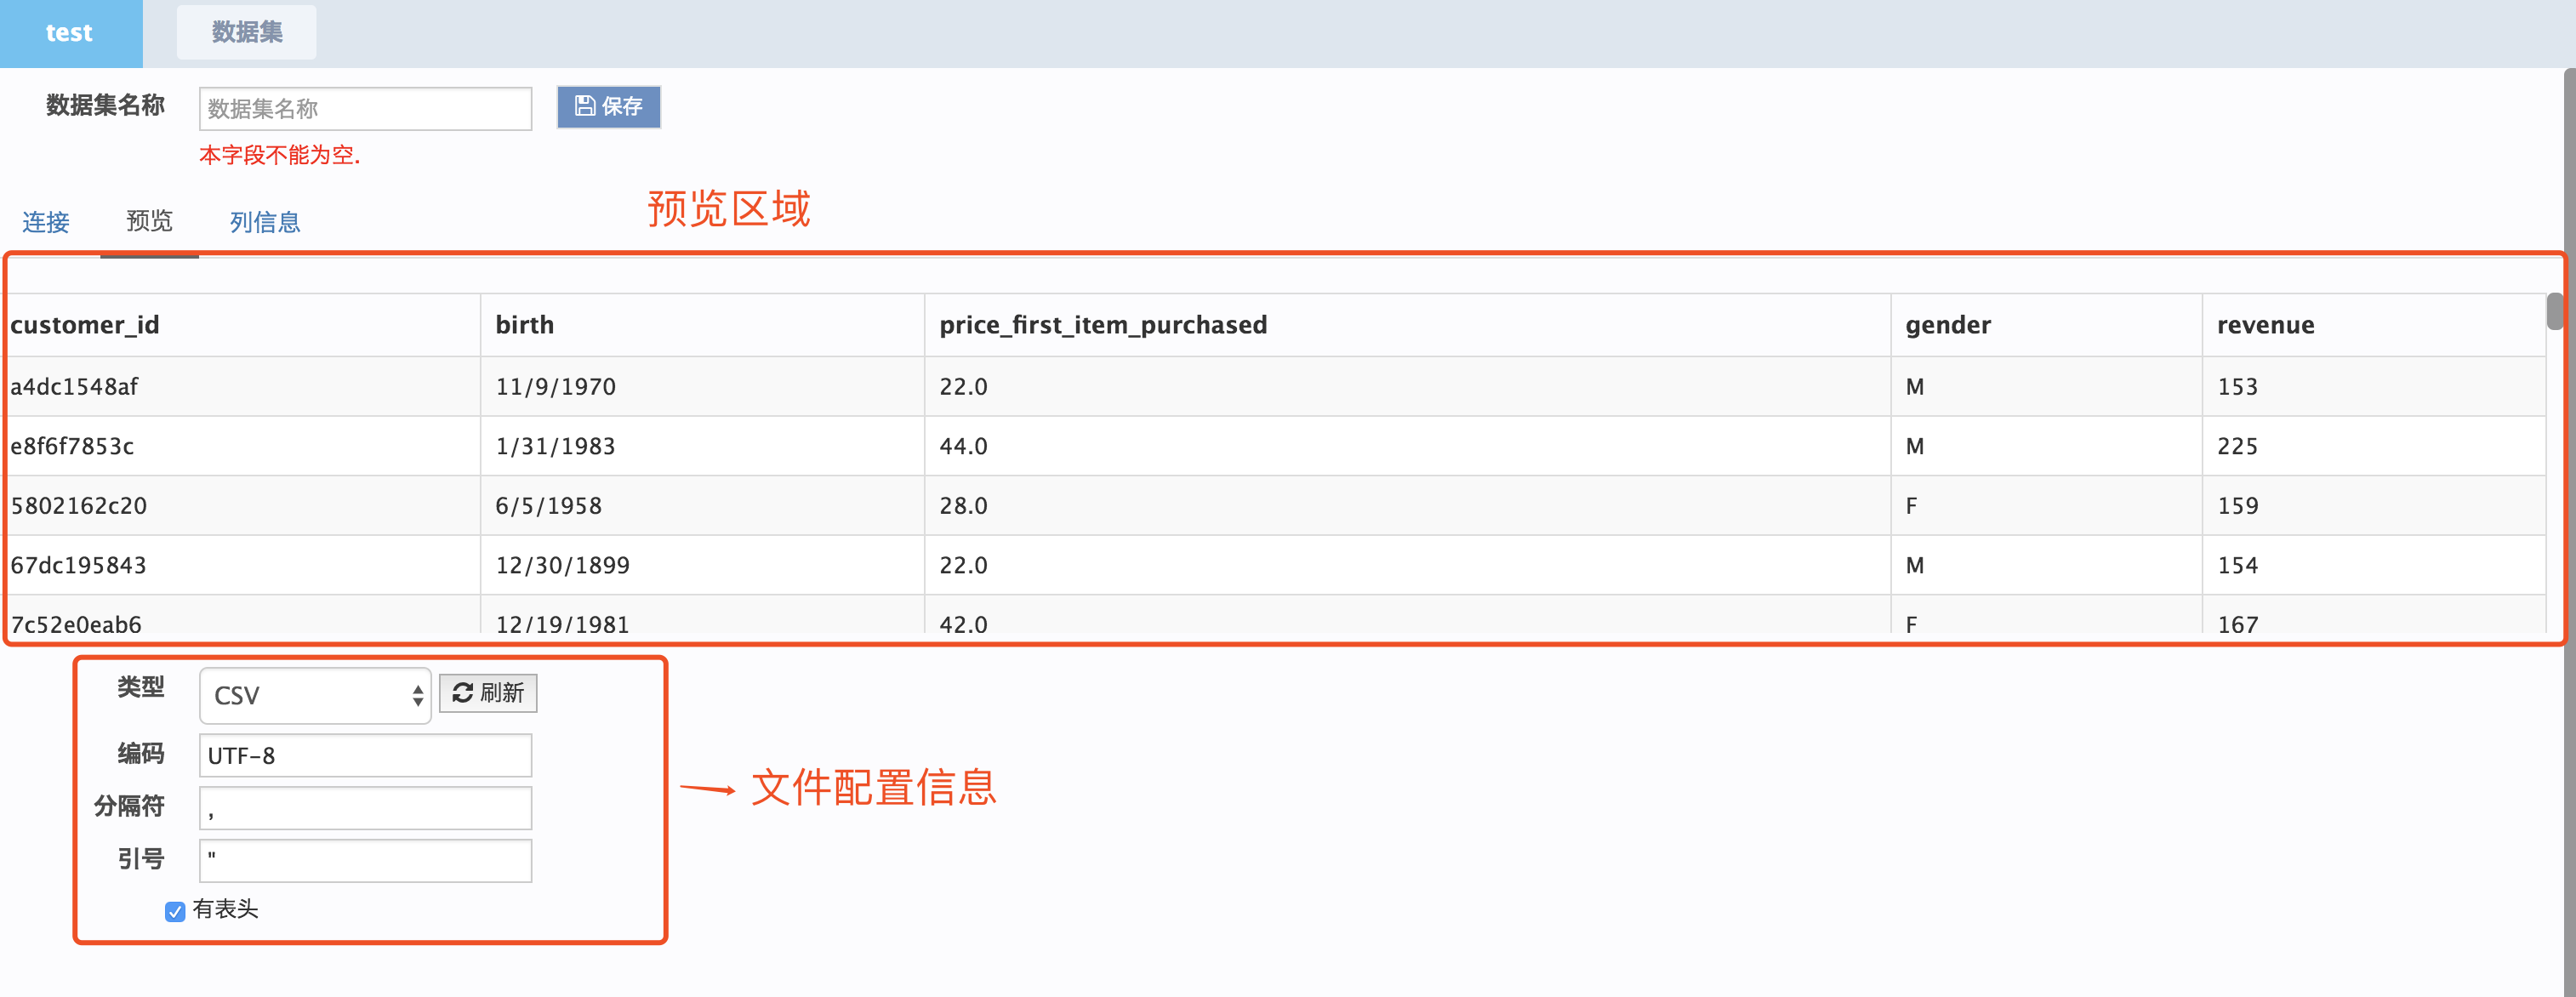 test 数据集
数据集名称 数据集名称 保存
本字段不能为空.
预览区域
连接 预览 列信息
customer_id birth price_first_item_purchased gender revenue
a4dc1548af 11/9/1970 22.0 M 153
e8f6f7853c 1/31/1983 44.0 M 225
5802162c20 6/5/1958 28.0 F 159
67dc195843 12/30/1899 22.0 M 154
7c52e0eab6 12/19/1981 42.0 F 167
类型 CSV 刷新
编码 UTF-8
文件配置信息
分隔符 ,
引号 "
有表头